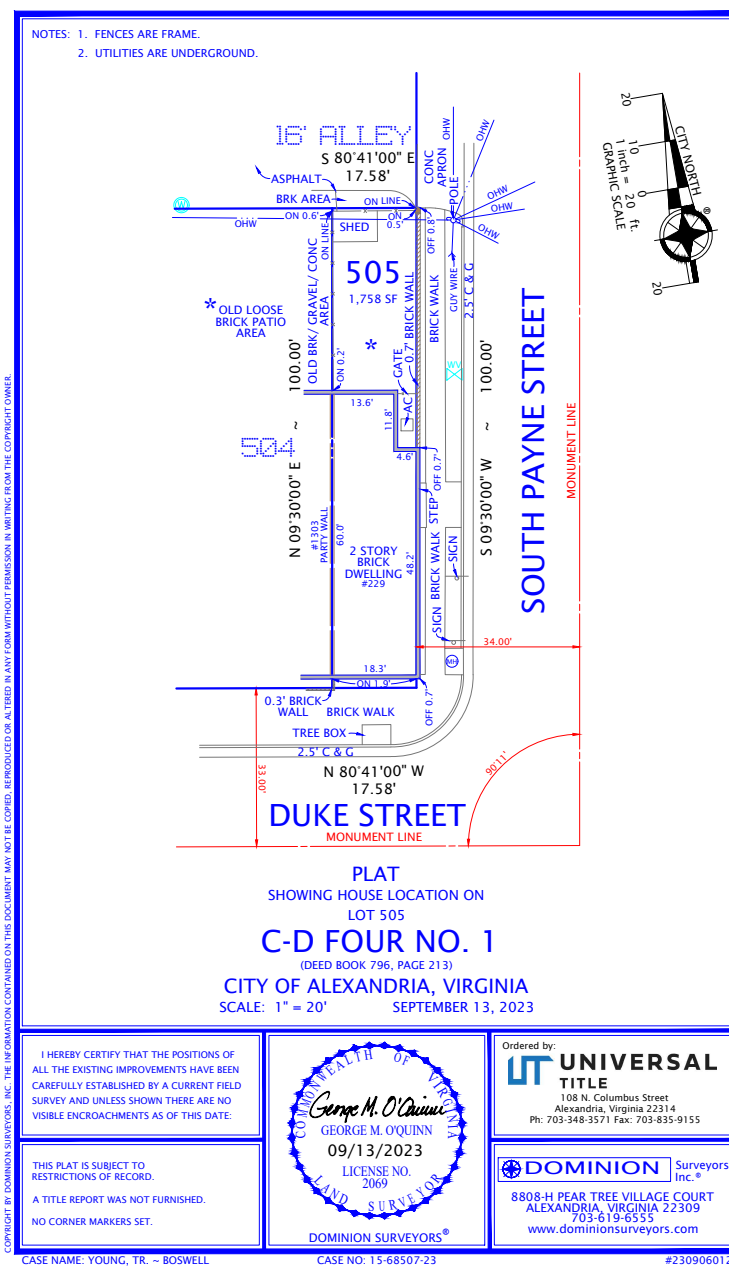 NOTES: 1. FENCES ARE FRAME.
2. UTILITIES ARE UNDERGROUND.
16' ALLEY
S 80°41'00" E
17.58'
ASPHALT
BRK AREA
ON LINE
CONC
APRON
OHW
OHW
POLE
OHW
OHW
OHW
W
OHW
ON 0.6'
ON
0.5'
OFF 0.8'
SHED
ON LINE
505
1,758 SF
OLD BRK/ GRAVEL/ CONC
AREA
* OLD LOOSE
BRICK PATIO
AREA
*
0.7' BRICK WALL
BRICK WALK
GUY WIRE
2.5' C & G
WV
GATE
AC
ON 0.2'
13.6'
11.8'
4.6'
OFF 0.7'
N 09°30'00" E ~ 100.00'
S 09°30'00" W ~ 100.00'
504
#1303
PARTY WALL
60.0'
2 STORY
BRICK
DWELLING
#229
48.2'
STEP
BRICK WALK
SIGN
SIGN
MH
SOUTH PAYNE STREET
MONUMENT LINE
34.00'
18.3'
ON 1.9'
OFF 0.7'
0.3' BRICK
WALL
BRICK WALK
TREE BOX
2.5' C & G
33.00'
90°11'
N 80°41'00" W
17.58'
DUKE STREET
MONUMENT LINE
20
10
0
20
CITY NORTH
1 inch = 20 ft.
GRAPHIC SCALE
®
PLAT
SHOWING HOUSE LOCATION ON
LOT 505
C-D FOUR NO. 1
(DEED BOOK 796, PAGE 213)
CITY OF ALEXANDRIA, VIRGINIA
SCALE: 1" = 20' SEPTEMBER 13, 2023
COPYRIGHT BY DOMINION SURVEYORS, INC. THE INFORMATION CONTAINED ON THIS DOCUMENT MAY NOT BE COPIED, REPRODUCED OR ALTERED IN ANY FORM WITHOUT PERMISSION IN WRITING FROM THE COPYRIGHT OWNER.
I HEREBY CERTIFY THAT THE POSITIONS OF
ALL THE EXISTING IMPROVEMENTS HAVE BEEN
CAREFULLY ESTABLISHED BY A CURRENT FIELD
SURVEY AND UNLESS SHOWN THERE ARE NO
VISIBLE ENCROACHMENTS AS OF THIS DATE:
THIS PLAT IS SUBJECT TO
RESTRICTIONS OF RECORD.
A TITLE REPORT WAS NOT FURNISHED.
NO CORNER MARKERS SET.
COMMONWEALTH OF VIRGINIA
George M. O'Quinn
GEORGE M. O'QUINN
09/13/2023
LICENSE NO.
2069
LAND SURVEYOR
DOMINION SURVEYORS®
Ordered by:
UT UNIVERSAL
TITLE
108 N. Columbus Street
Alexandria, Virginia 22314
Ph: 703-348-3571 Fax: 703-835-9155
DOMINION Surveyors
Inc.®
8808-H PEAR TREE VILLAGE COURT
ALEXANDRIA, VIRGINIA 22309
703-619-6555
www.dominionsurveyors.com
CASE NAME: YOUNG, TR. ~ BOSWELL
CASE NO: 15-68507-23
#230906012